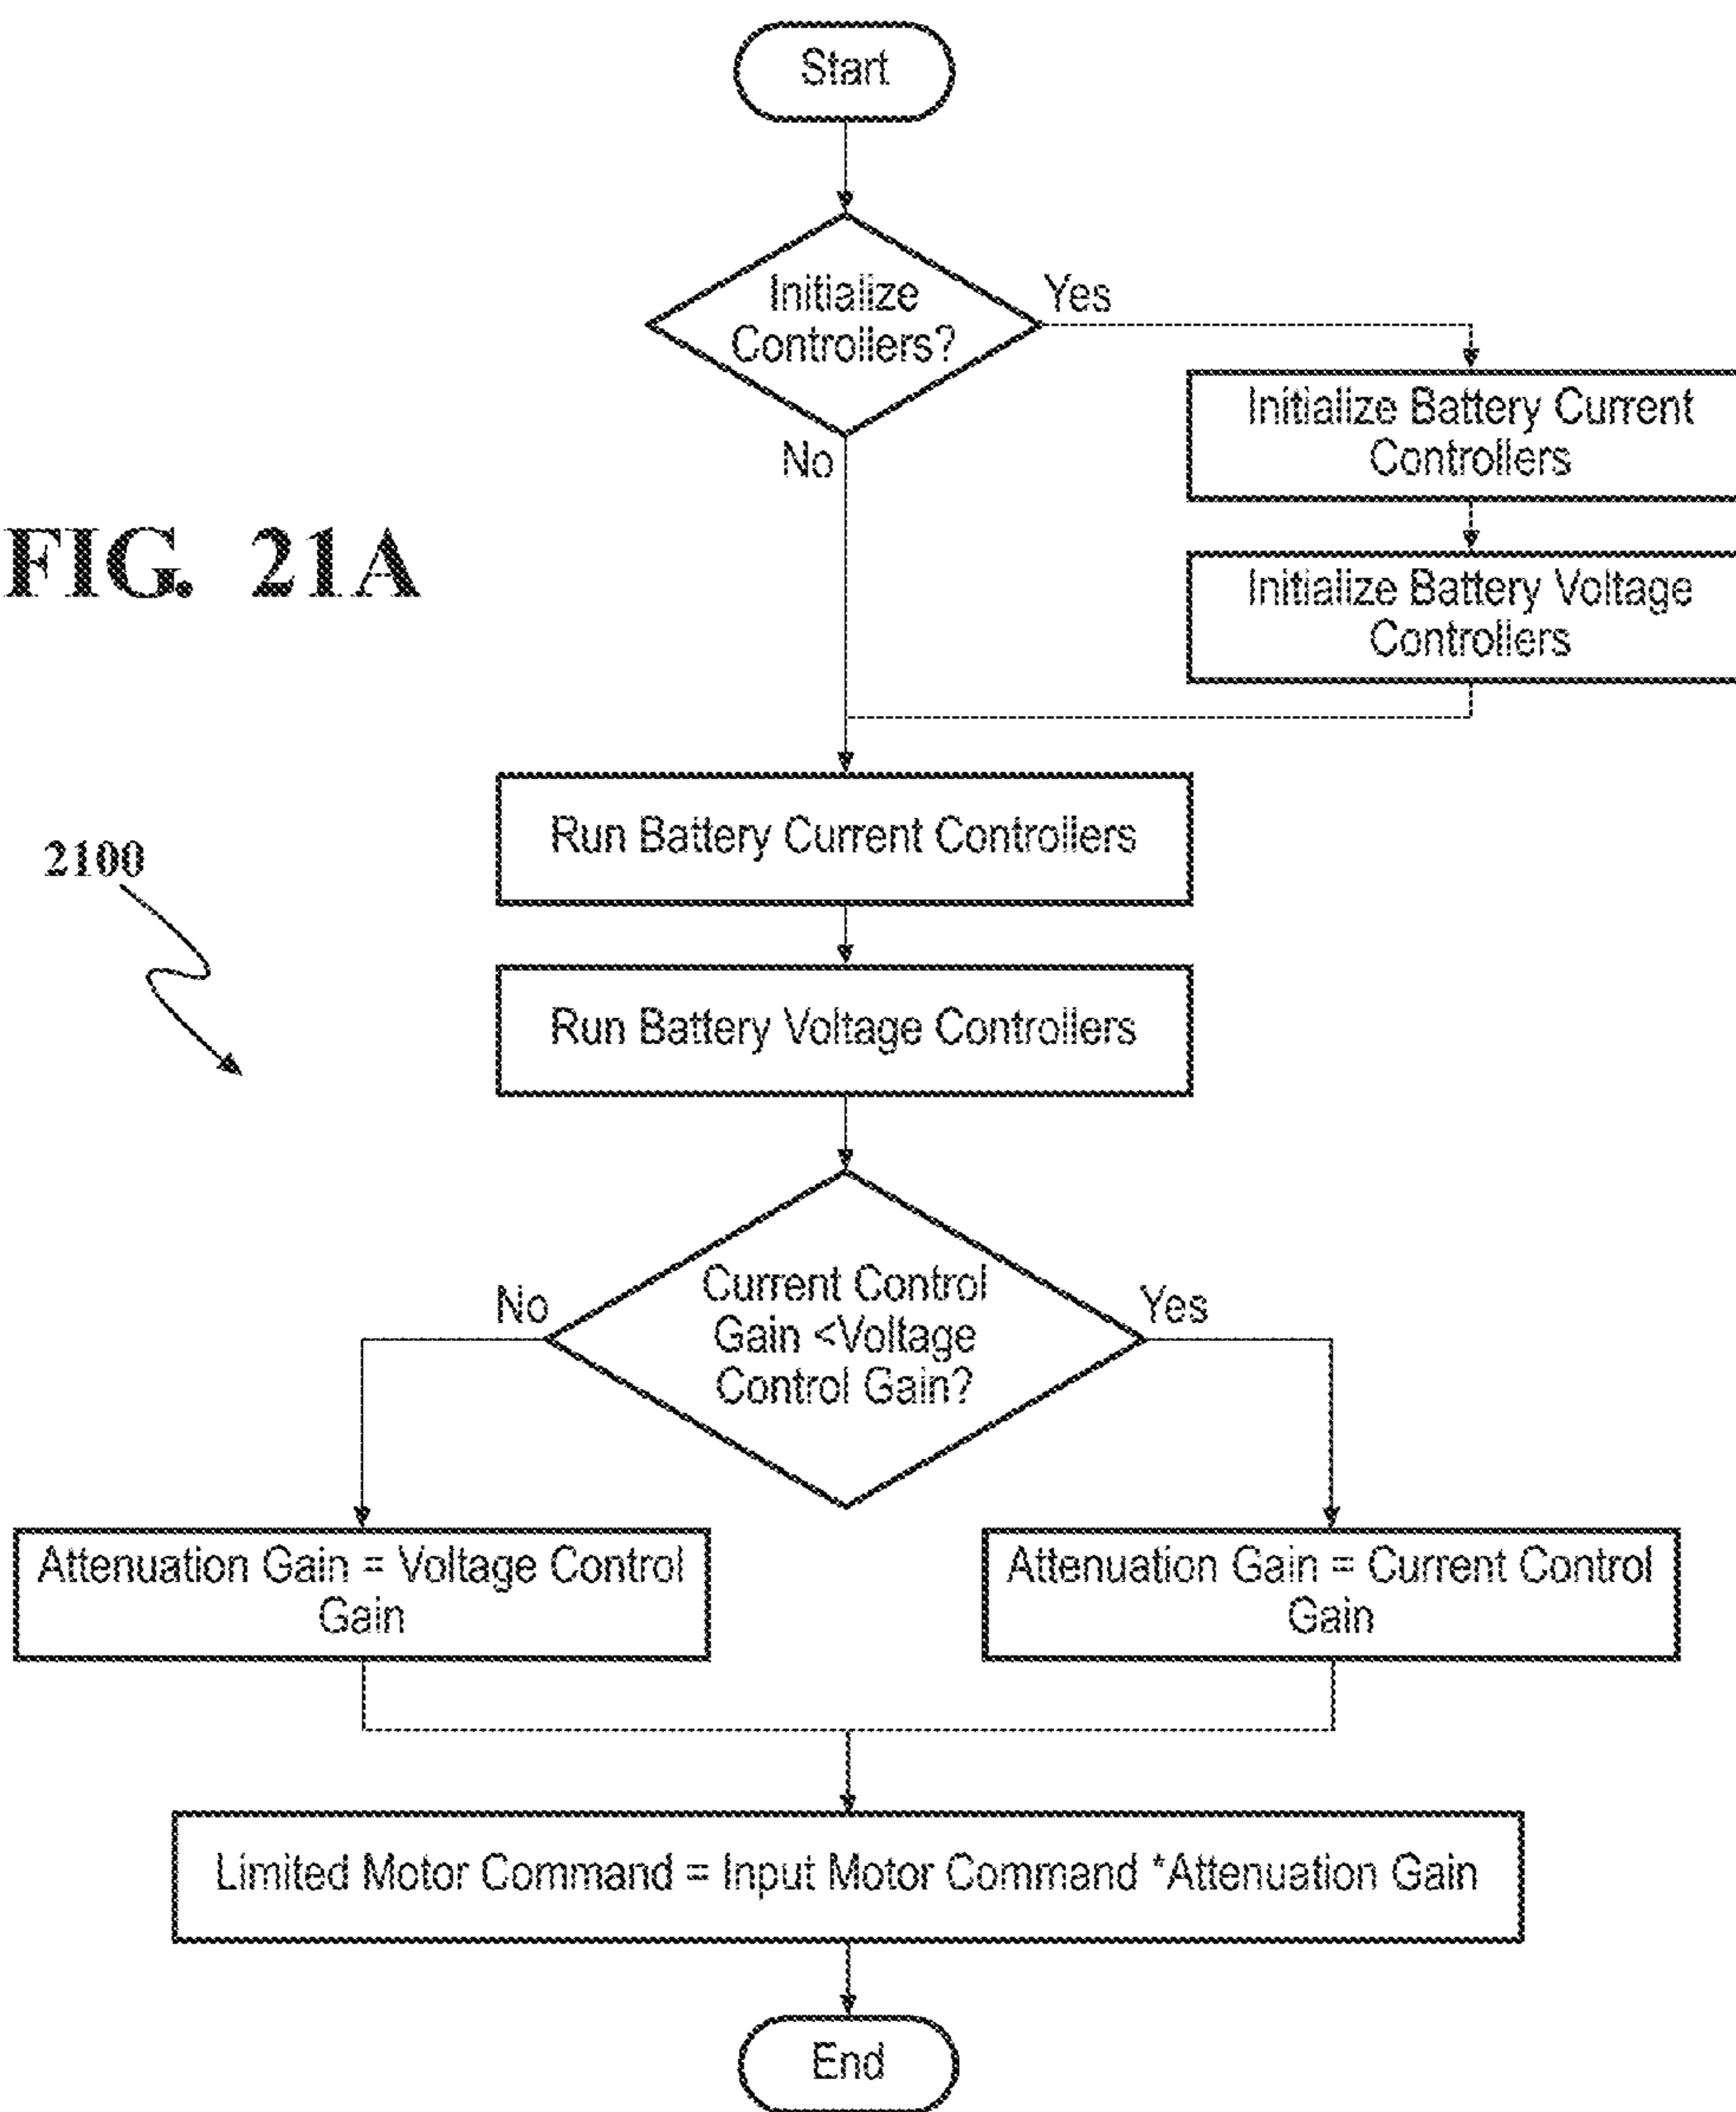 Start
Initialize
Controllers?
Yes
No
Initialize Battery Current
Controllers
FIG. 21A
Initialize Battery Voltage
Controllers
Run Battery Current Controllers
2100
Run Battery Voltage Controllers
Current Control
Gain <Voltage
Control Gain?
No
Yes
Attenuation Gain = Voltage Control
Gain
Attenuation Gain = Current Control
Gain
Limited Motor Command = Input Motor Command *Attenuation Gain
End